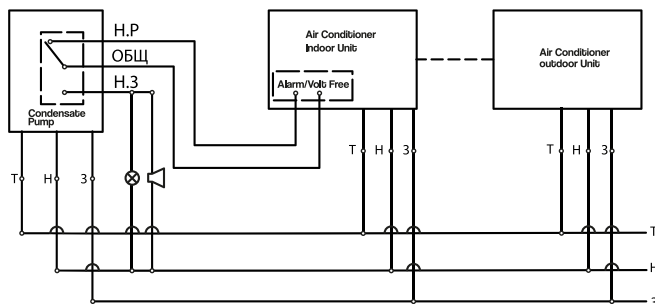 Н.Р
ОБЩ
Н.З
Condensate
Pump
Air Conditioner
Indoor Unit
Alarm/Volt Free
Air Conditioner
outdoor Unit
Т Н З
Т Н З
Т Н З
Т
Н
З